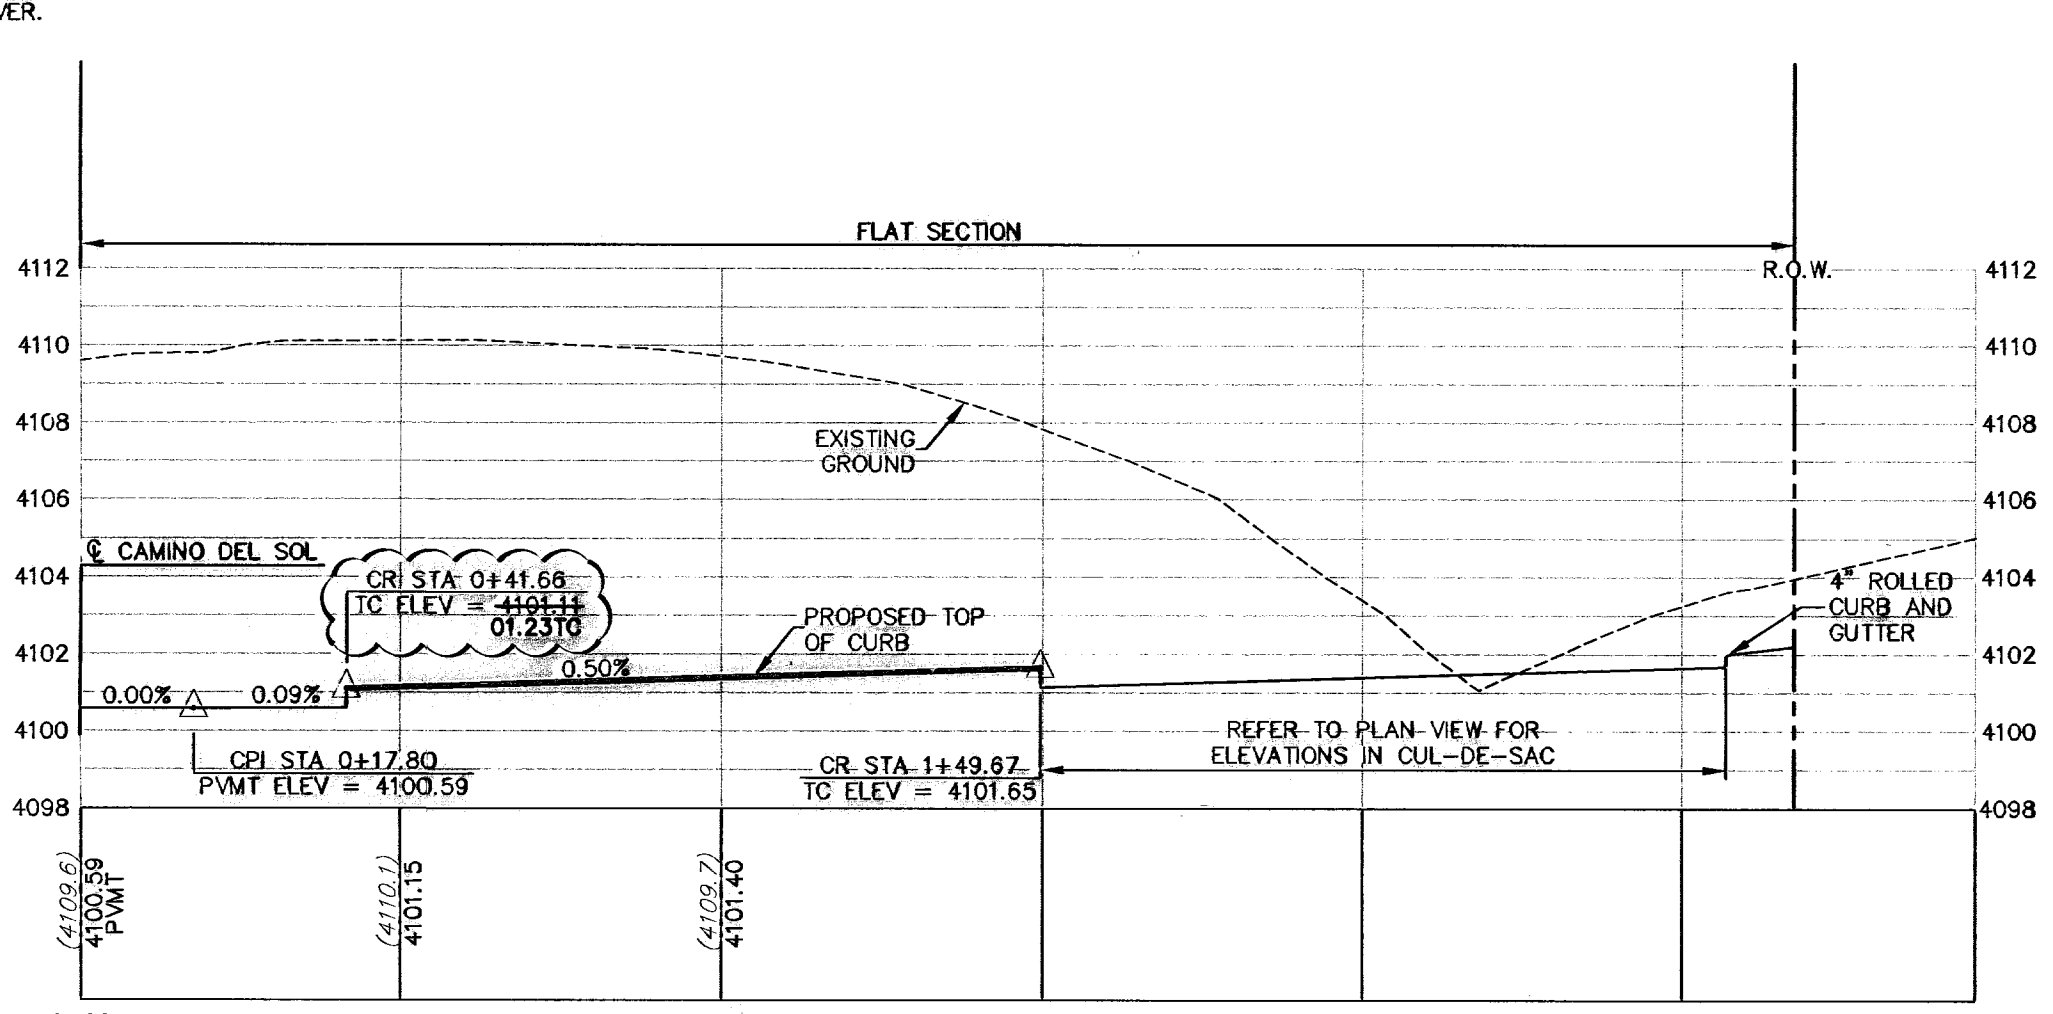 VER.
FLAT SECTION
4112
R.O.W.
4112
4110
4110
4108
4108
EXISTING
GROUND
4106
4106
℄ CAMINO DEL SOL
4104
4104
CR STA 0+41.66
TC ELEV = 4101.11
01.23TC
PROPOSED TOP
OF CURB
4" ROLLED
CURB AND
GUTTER
4102
4102
0.50%
0.00%
0.09%
4100
4100
REFER TO PLAN VIEW FOR
ELEVATIONS IN CUL-DE-SAC
CPI STA 0+17.80
PVMT ELEV = 4100.59
CR STA 1+49.67
TC ELEV = 4101.65
4098
4098
(4109.6)
4100.59
PVMT
(4110.1)
4101.15
(4109.7)
4101.40